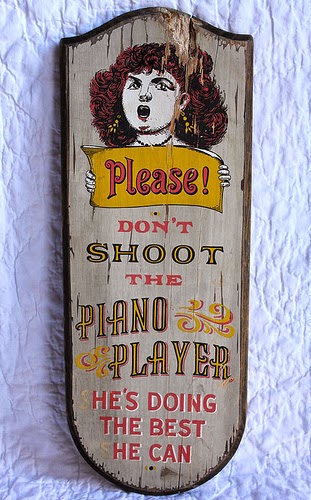 Please!
DON'T
SHOOT
THE
PIANO
PLAYER
HE'S DOING
THE BEST
HE CAN